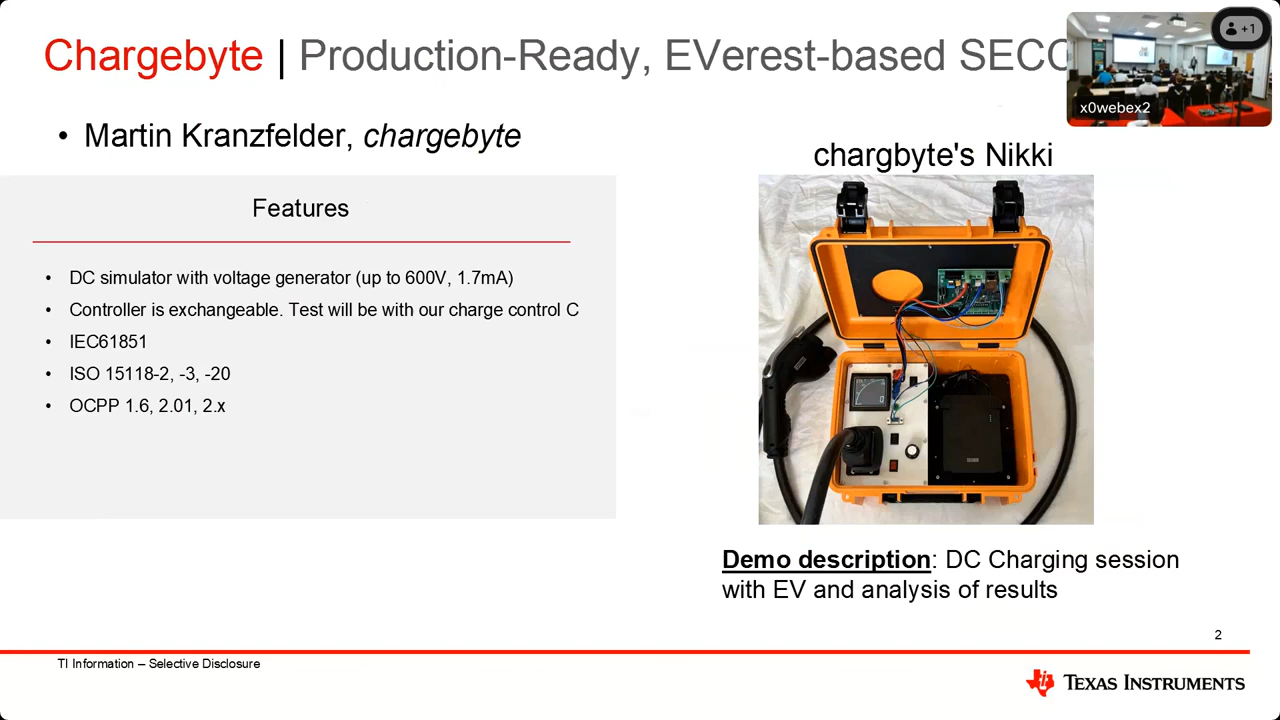 Chargebyte | Production-Ready, EVerest-based SECC
+1
x0webex2
• Martin Kranzfelder, chargebyte
chargbyte's Nikki
Features
• DC simulator with voltage generator (up to 600V, 1.7mA)
• Controller is exchangeable. Test will be with our charge control C
• IEC61851
• ISO 15118-2, -3, -20
• OCPP 1.6, 2.01, 2.x
Demo description: DC Charging session
with EV and analysis of results
2
TI Information – Selective Disclosure
TEXAS INSTRUMENTS